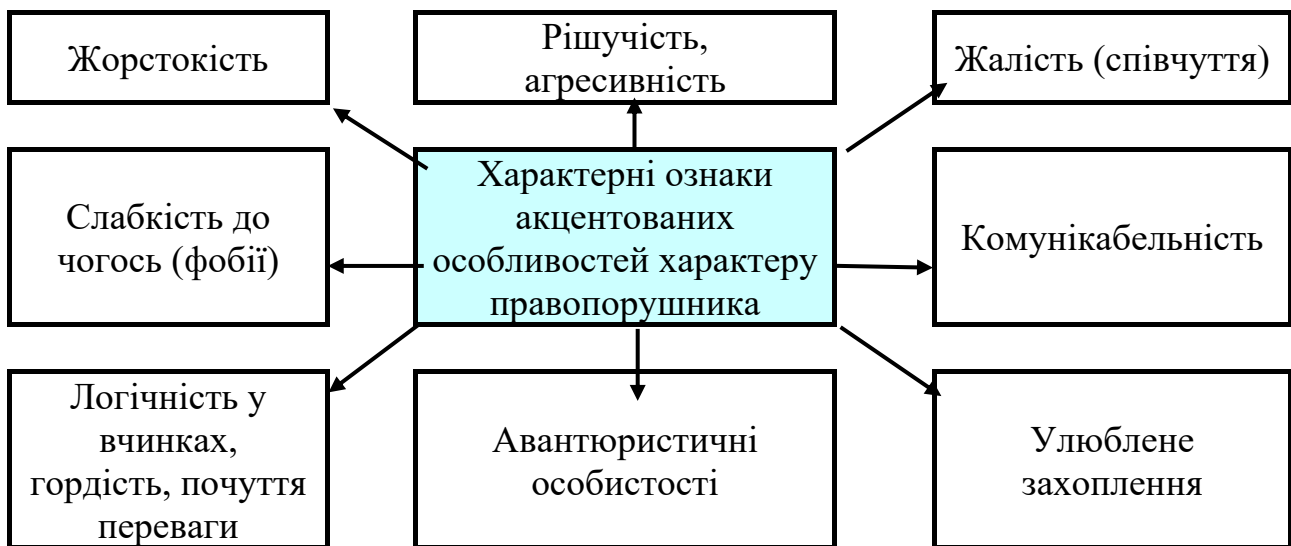 Жорстокість
Рішучість,
агресивність
Жалість (співчуття)
Слабкість до
чогось (фобії)
Характерні ознаки
акцентованих
особливостей характеру
правопорушника
Комунікабельність
Логічність у
вчинках,
гордість, почуття
переваги
Авантюристичні
особистості
Улюблене
захоплення